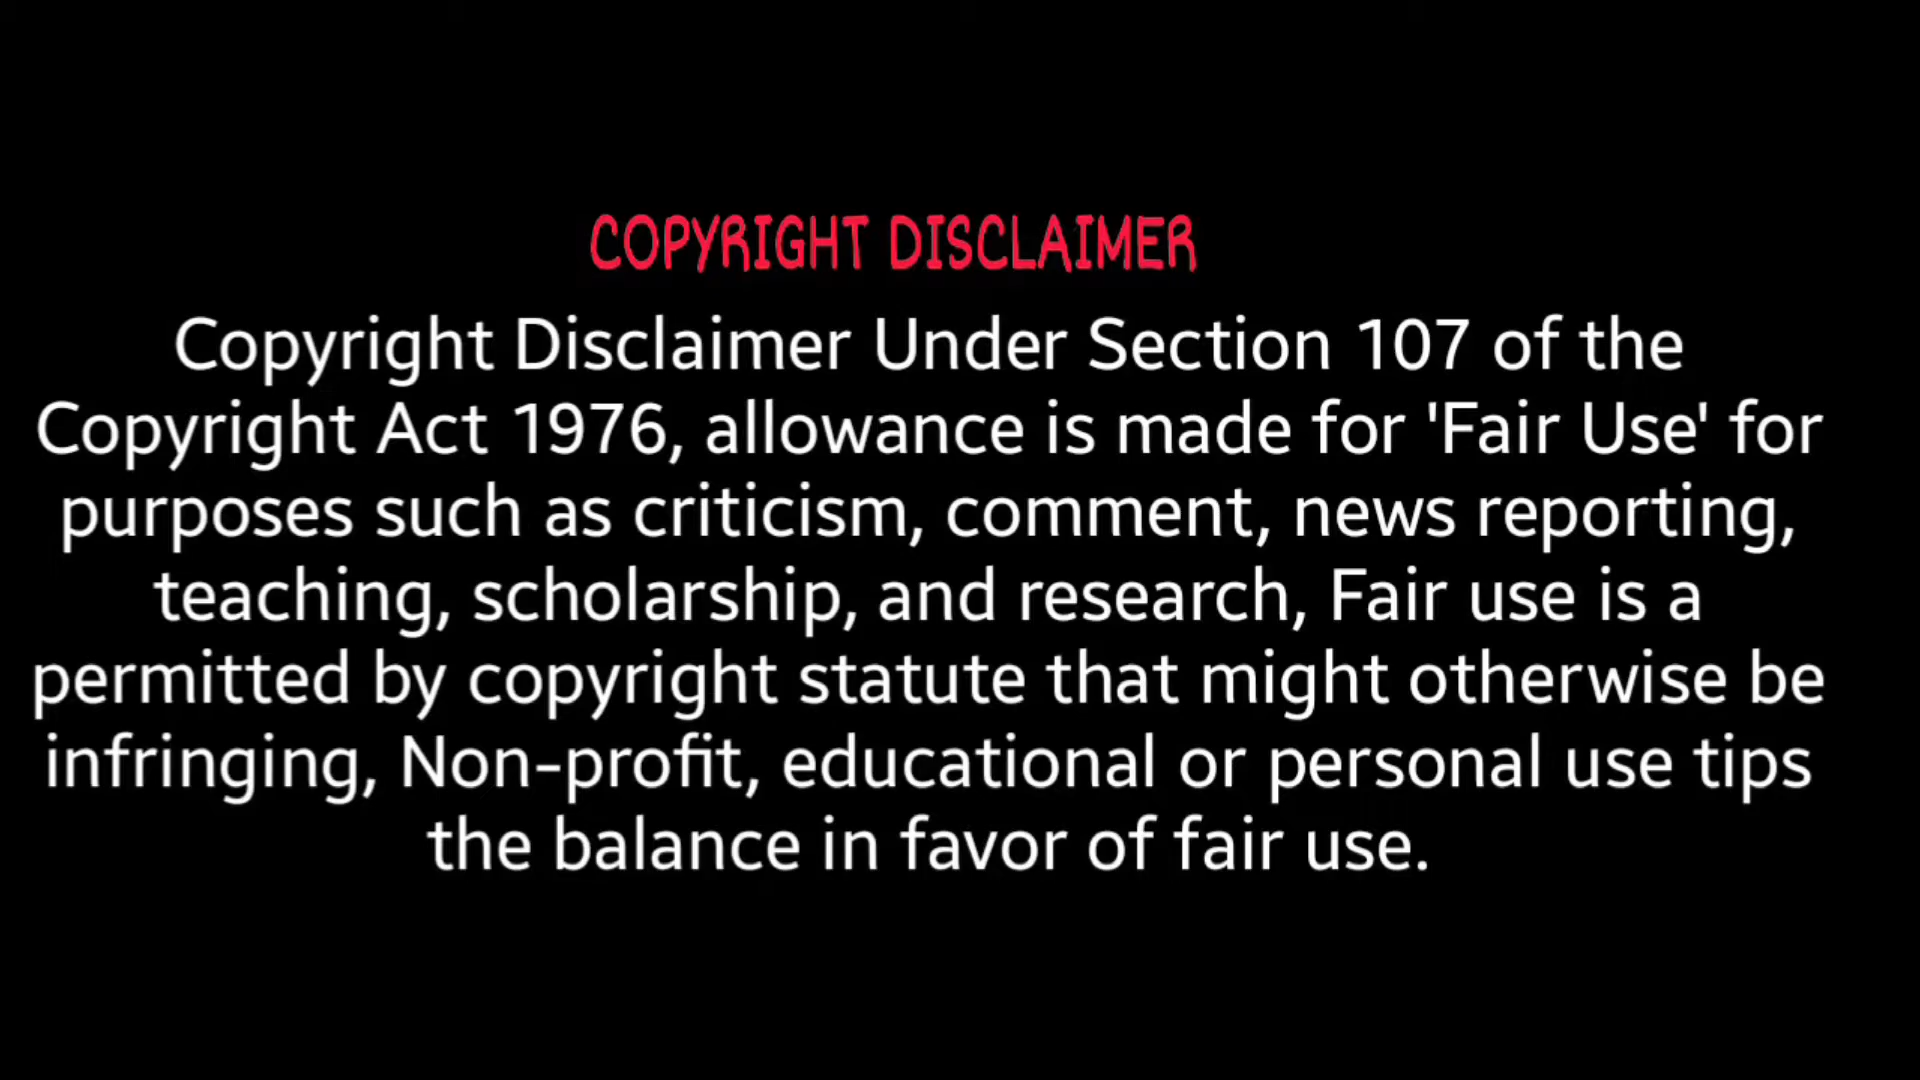 COPYRIGHT DISCLAIMER
Copyright Disclaimer Under Section 107 of the
Copyright Act 1976, allowance is made for 'Fair Use' for
purposes such as criticism, comment, news reporting,
teaching, scholarship, and research, Fair use is a
permitted by copyright statute that might otherwise be
infringing, Non-profit, educational or personal use tips
the balance in favor of fair use.